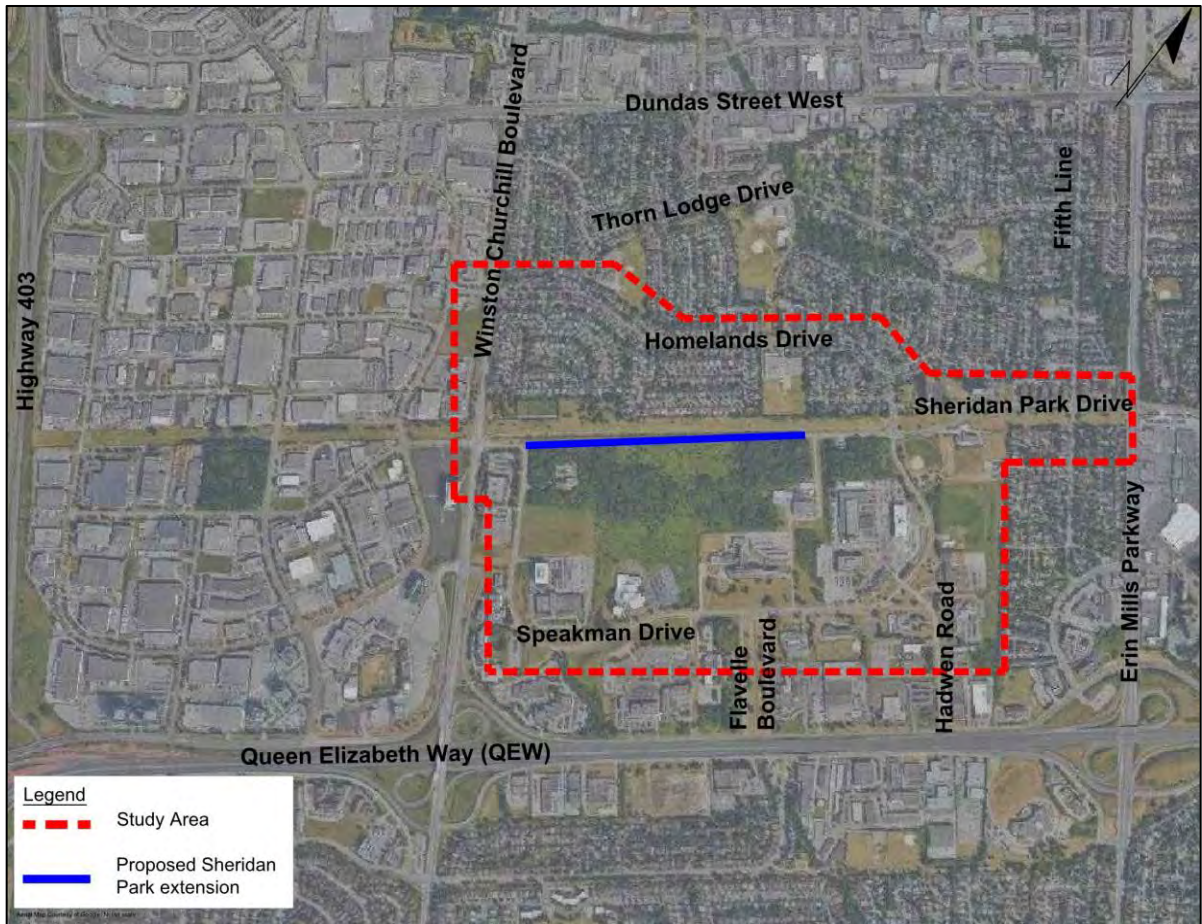 Dundas Street West
Winston Churchill Boulevard
Thorn Lodge Drive
Fifth Line
Highway 403
Homelands Drive
Sheridan Park Drive
Erin Mills Parkway
Speakman Drive
Flavelle
Boulevard
Hadwen Road
Queen Elizabeth Way (QEW)
Legend
Study Area
Proposed Sheridan
Park extension